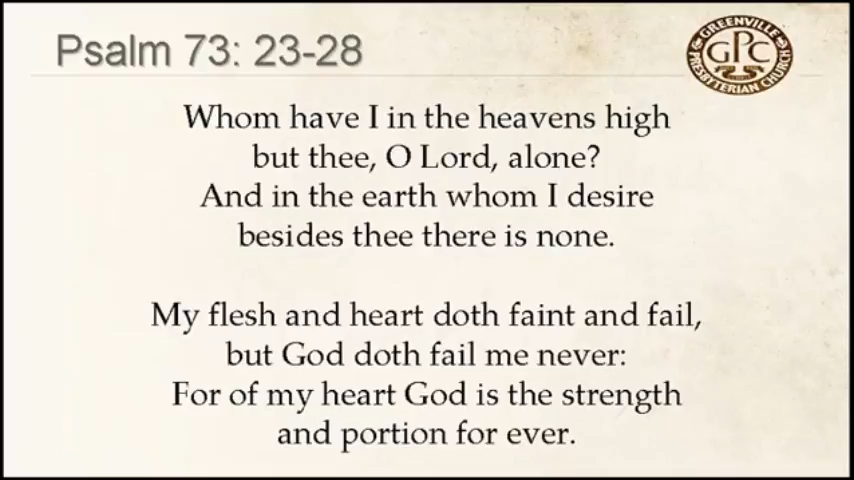 Psalm 73: 23-28
GREENVILLE
GPC
PRESBYTERIAN CHURCH
Whom have I in the heavens high
but thee, O Lord, alone?
And in the earth whom I desire
besides thee there is none.
My flesh and heart doth faint and fail,
but God doth fail me never:
For of my heart God is the strength
and portion for ever.